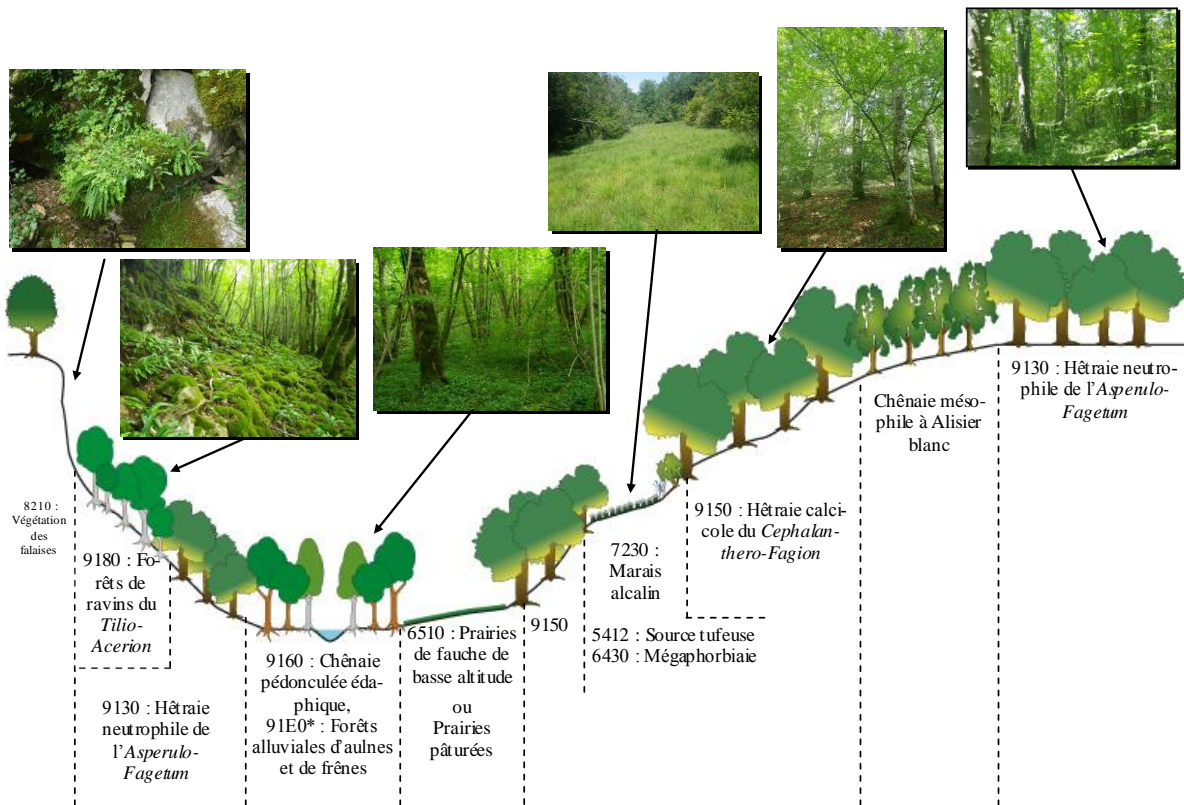 8210 :
Végétation
des
falaises
9180 : Fo-
rêts de
ravins du
Tilio-
Acerion
9130 : Hêtraie
neutrophile de
l’Asperulo-
Fagetum
9160 : Chênaie
pédonculée éda-
phique,
91E0* : Forêts
alluviales d’aulnes
et de frênes
6510 : Prairies
de fauche de
basse altitude
ou
Prairies
pâturées
9150
7230 :
Marais
alcalin
5412 : Source tufeuse
6430 : Mégaphorbiaie
9150 : Hêtraie calci-
cole du Cephalan-
thero-Fagion
Chênaie méso-
phile à Alisier
blanc
9130 : Hêtraie neutro-
phile de l’Asperulo-
Fagetum